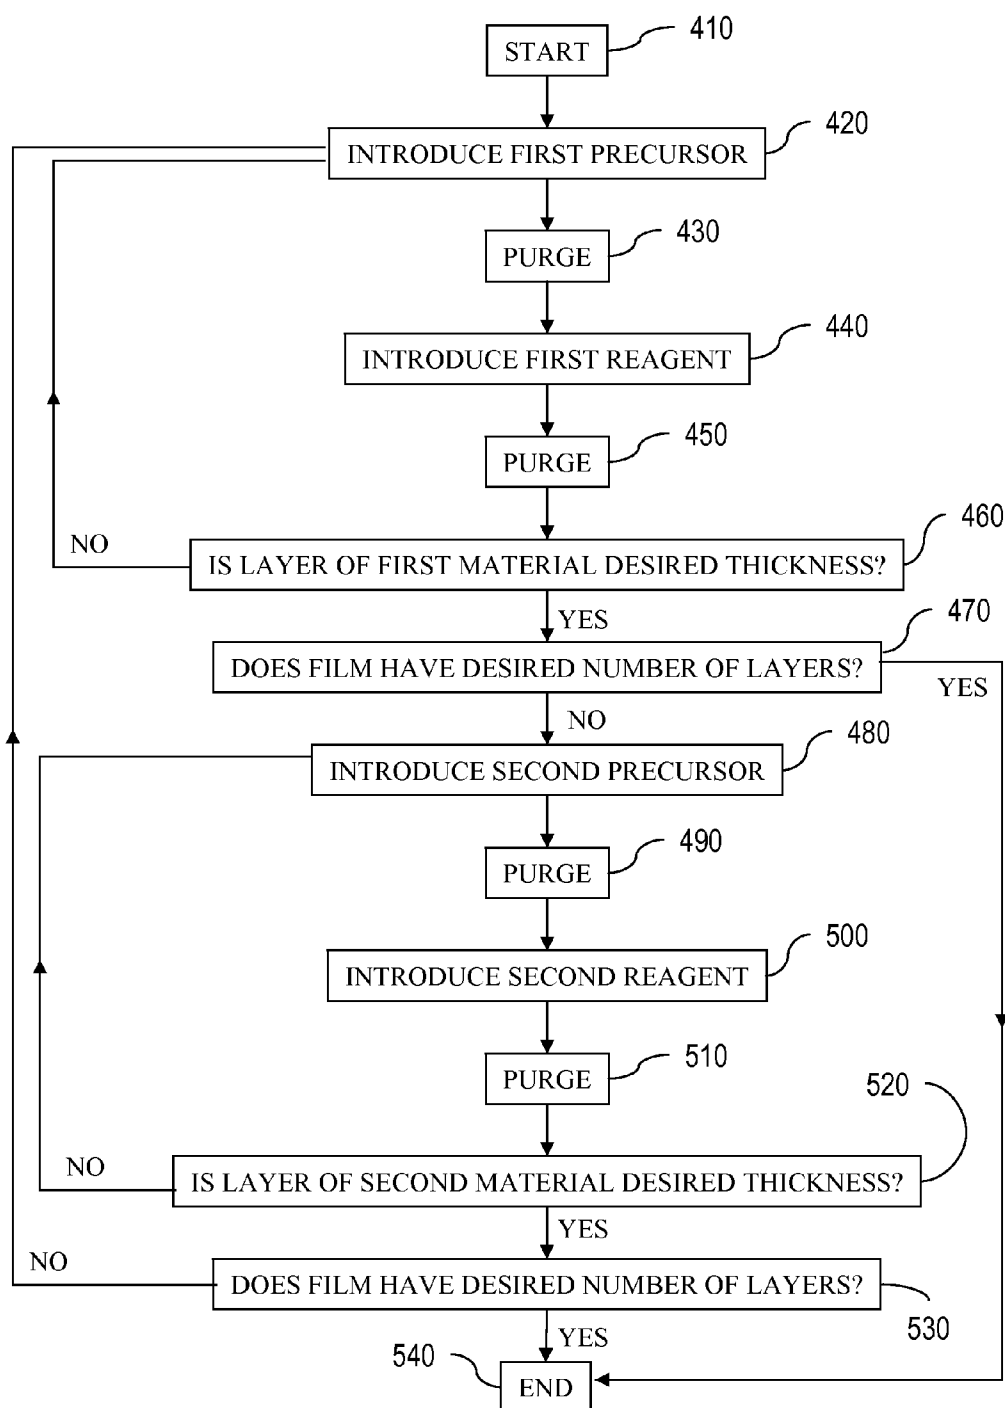 410
START
420
INTRODUCE FIRST PRECURSOR
430
PURGE
440
INTRODUCE FIRST REAGENT
450
PURGE
460
NO
IS LAYER OF FIRST MATERIAL DESIRED THICKNESS?
YES
470
DOES FILM HAVE DESIRED NUMBER OF LAYERS?
YES
NO
480
INTRODUCE SECOND PRECURSOR
490
PURGE
500
INTRODUCE SECOND REAGENT
510
PURGE
520
NO
IS LAYER OF SECOND MATERIAL DESIRED THICKNESS?
YES
NO
DOES FILM HAVE DESIRED NUMBER OF LAYERS?
530
YES
540
END